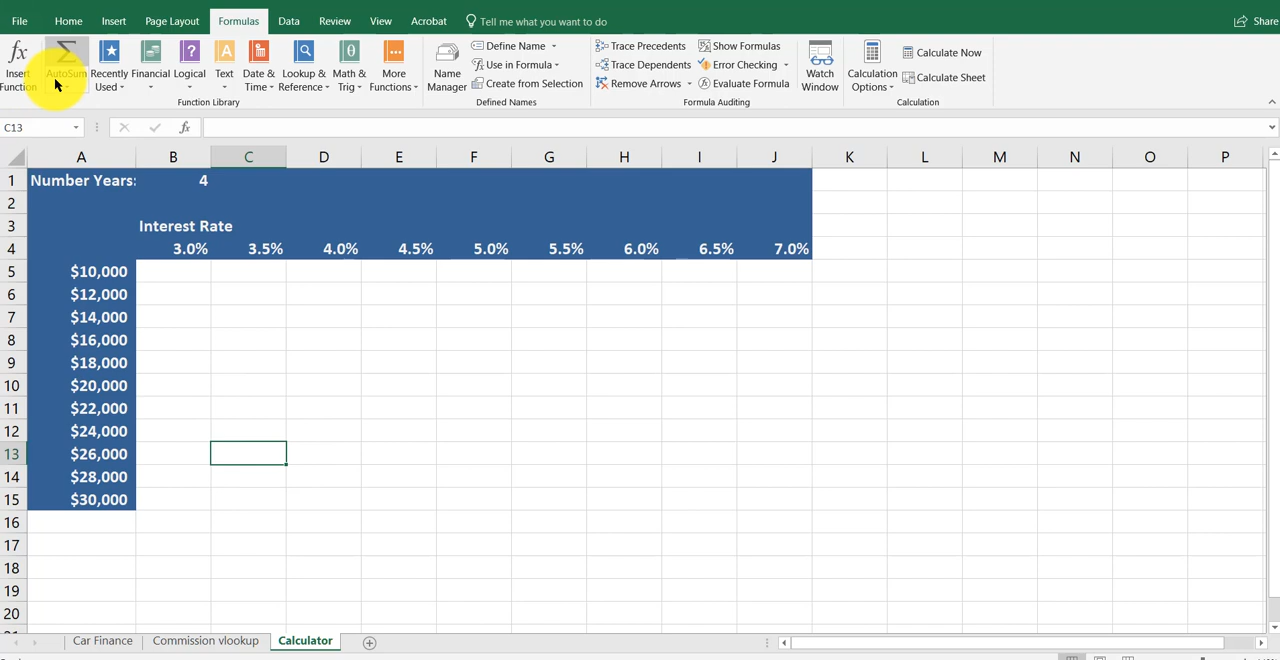 File Home Insert Page Layout Formulas Data Review View Acrobat Tell me what you want to do Share
fx Insert Function
Σ AutoSum
Recently Used
Financial
Logical
Text
Date & Time
Lookup & Reference
Math & Trig
More Functions
Function Library
Name Manager
Define Name
Use in Formula
Create from Selection
Defined Names
Trace Precedents
Trace Dependents
Remove Arrows
Show Formulas
Error Checking
Evaluate Formula
Formula Auditing
Watch Window
Calculation Options
Calculate Now
Calculate Sheet
Calculation
C13 fx
A B C D E F G H I J K L M N O P
1 Number Years: 4
2
3 Interest Rate
4 3.0% 3.5% 4.0% 4.5% 5.0% 5.5% 6.0% 6.5% 7.0%
5 $10,000
6 $12,000
7 $14,000
8 $16,000
9 $18,000
10 $20,000
11 $22,000
12 $24,000
13 $26,000
14 $28,000
15 $30,000
16
17
18
19
20
Car Finance Commission vlookup Calculator